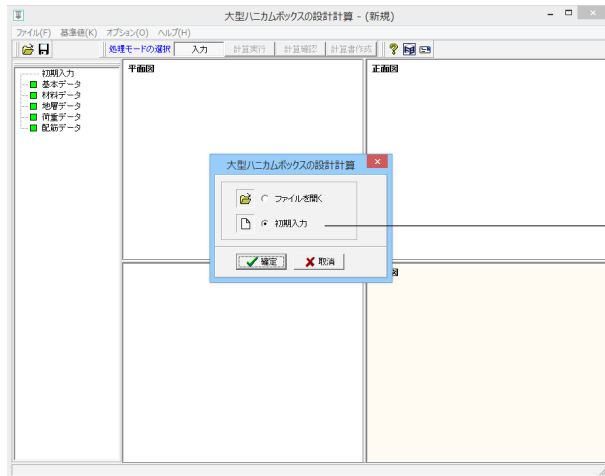 大型ハニカムボックスの設計計算 - (新規)
ファイル(F) 基準値(K) オプション(O) ヘルプ(H)
処理モードの選択 入力 計算実行 計算確認 計算書作成
初期入力
基本データ
材料データ
地層データ
荷重データ
配筋データ
平面図
正面図
大型ハニカムボックスの設計計算
ファイルを開く
初期入力
確定 取消
図